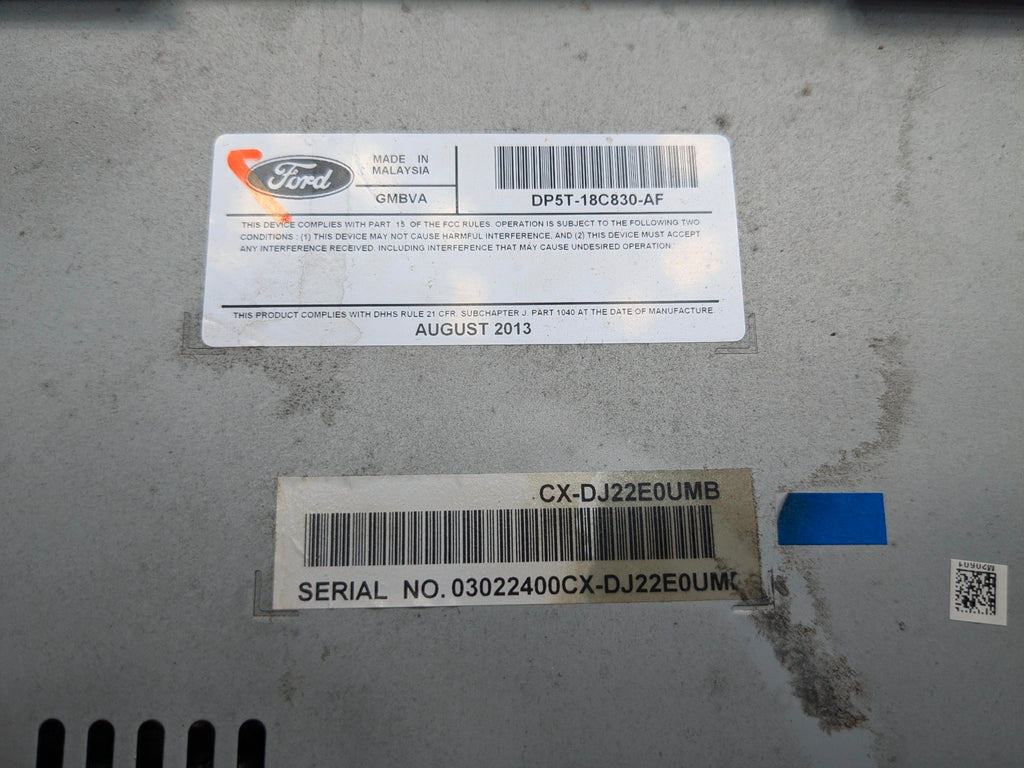 Ford
MADE IN
MALAYSIA
GMBVA
DP5T-18C830-AF
THIS DEVICE COMPLIES WITH PART 15 OF THE FCC RULES. OPERATION IS SUBJECT TO THE FOLLOWING TWO
CONDITIONS : (1) THIS DEVICE MAY NOT CAUSE HARMFUL INTERFERENCE, AND (2) THIS DEVICE MUST ACCEPT
ANY INTERFERENCE RECEIVED, INCLUDING INTERFERENCE THAT MAY CAUSE UNDESIRED OPERATION.
THIS PRODUCT COMPLIES WITH DHHS RULE 21 CFR, SUBCHAPTER J, PART 1040 AT THE DATE OF MANUFACTURE.
AUGUST 2013
CX-DJ22E0UMB
SERIAL NO. 03022400CX-DJ22E0UM